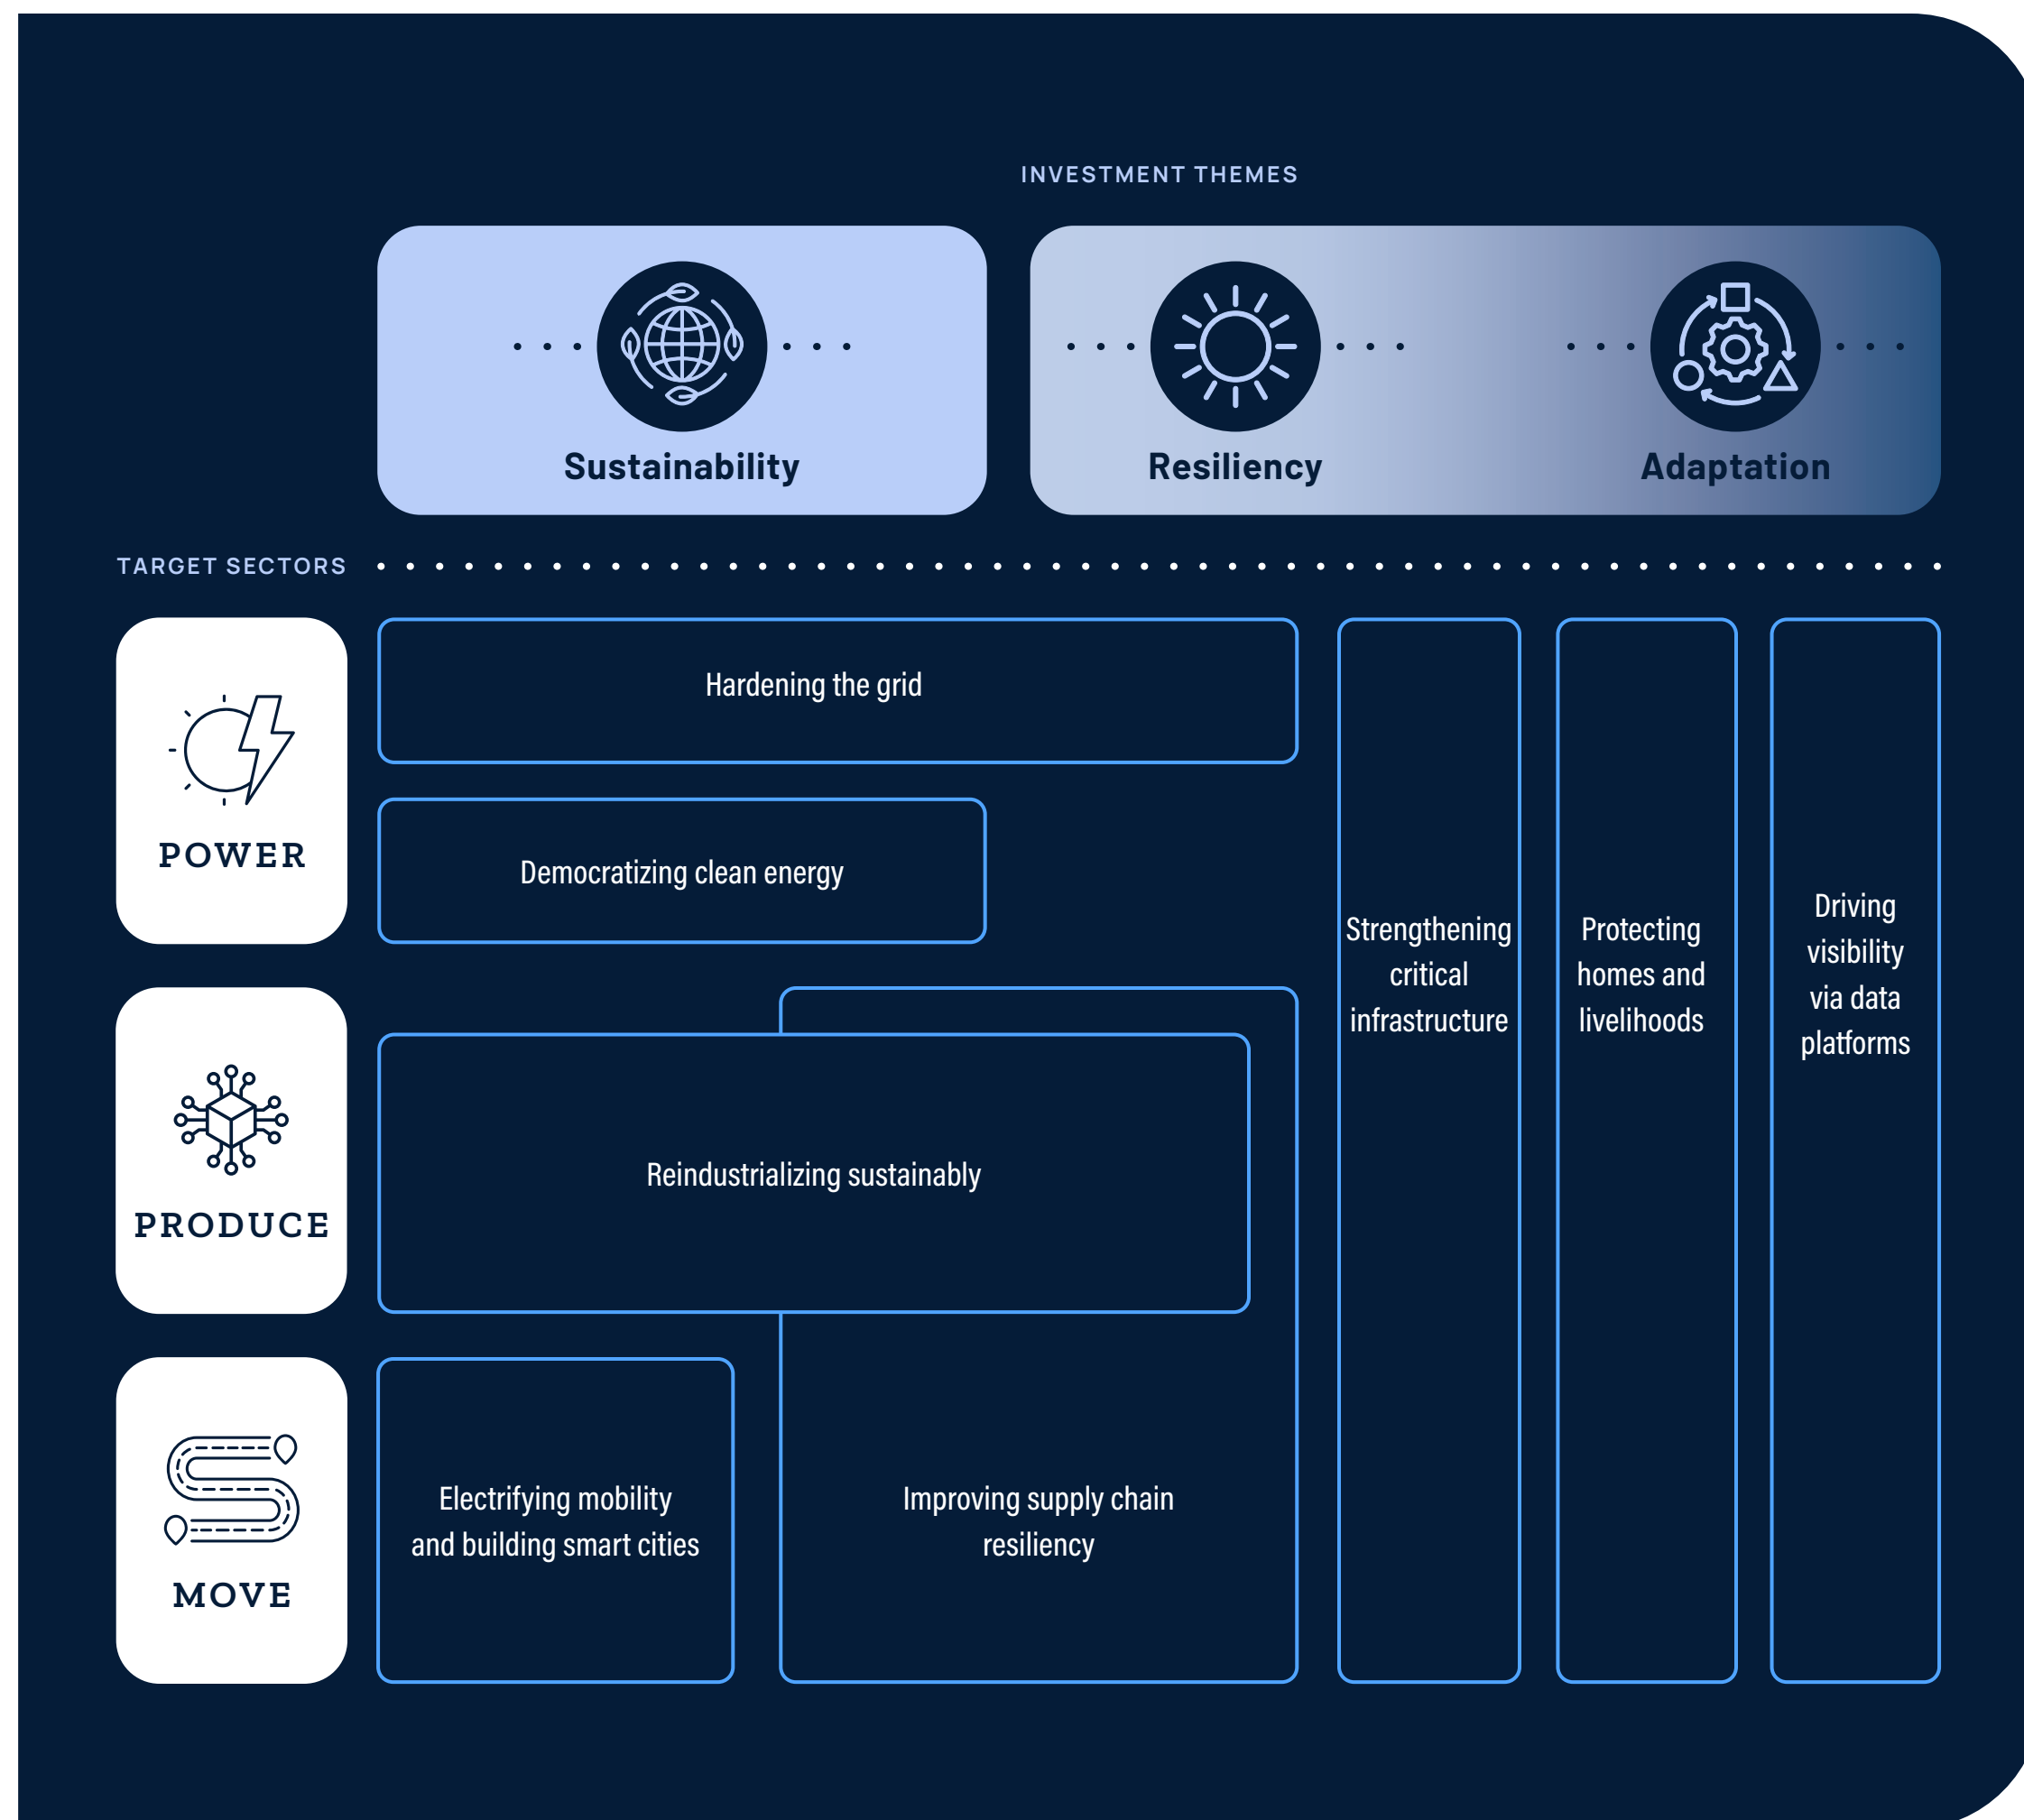 INVESTMENT THEMES
Sustainability
Resiliency
Adaptation
TARGET SECTORS
POWER
Hardening the grid
Democratizing clean energy
Strengthening
critical
infrastructure
Protecting
homes and
livelihoods
Driving
visibility
via data
platforms
PRODUCE
Reindustrializing sustainably
MOVE
Electrifying mobility
and building smart cities
Improving supply chain
resiliency